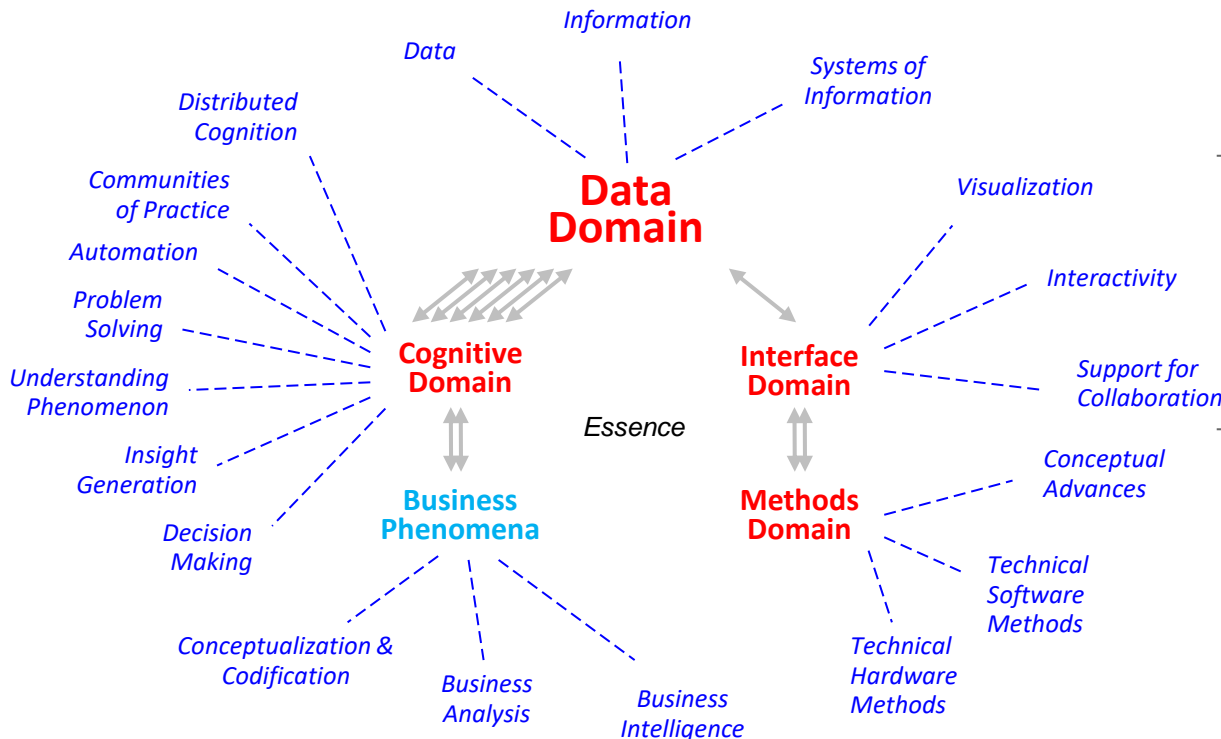 Information
Data
Systems of
Information
Distributed
Cognition
Data
Domain
Communities
of Practice
Visualization
Automation
Interactivity
Problem
Solving
Cognitive
Domain
Interface
Domain
Understanding
Phenomenon
Support for
Collaboration
Essence
Insight
Generation
Conceptual
Advances
Business
Phenomena
Methods
Domain
Decision
Making
Technical
Software
Methods
Conceptualization &
Codification
Technical
Hardware
Methods
Business
Analysis
Business
Intelligence